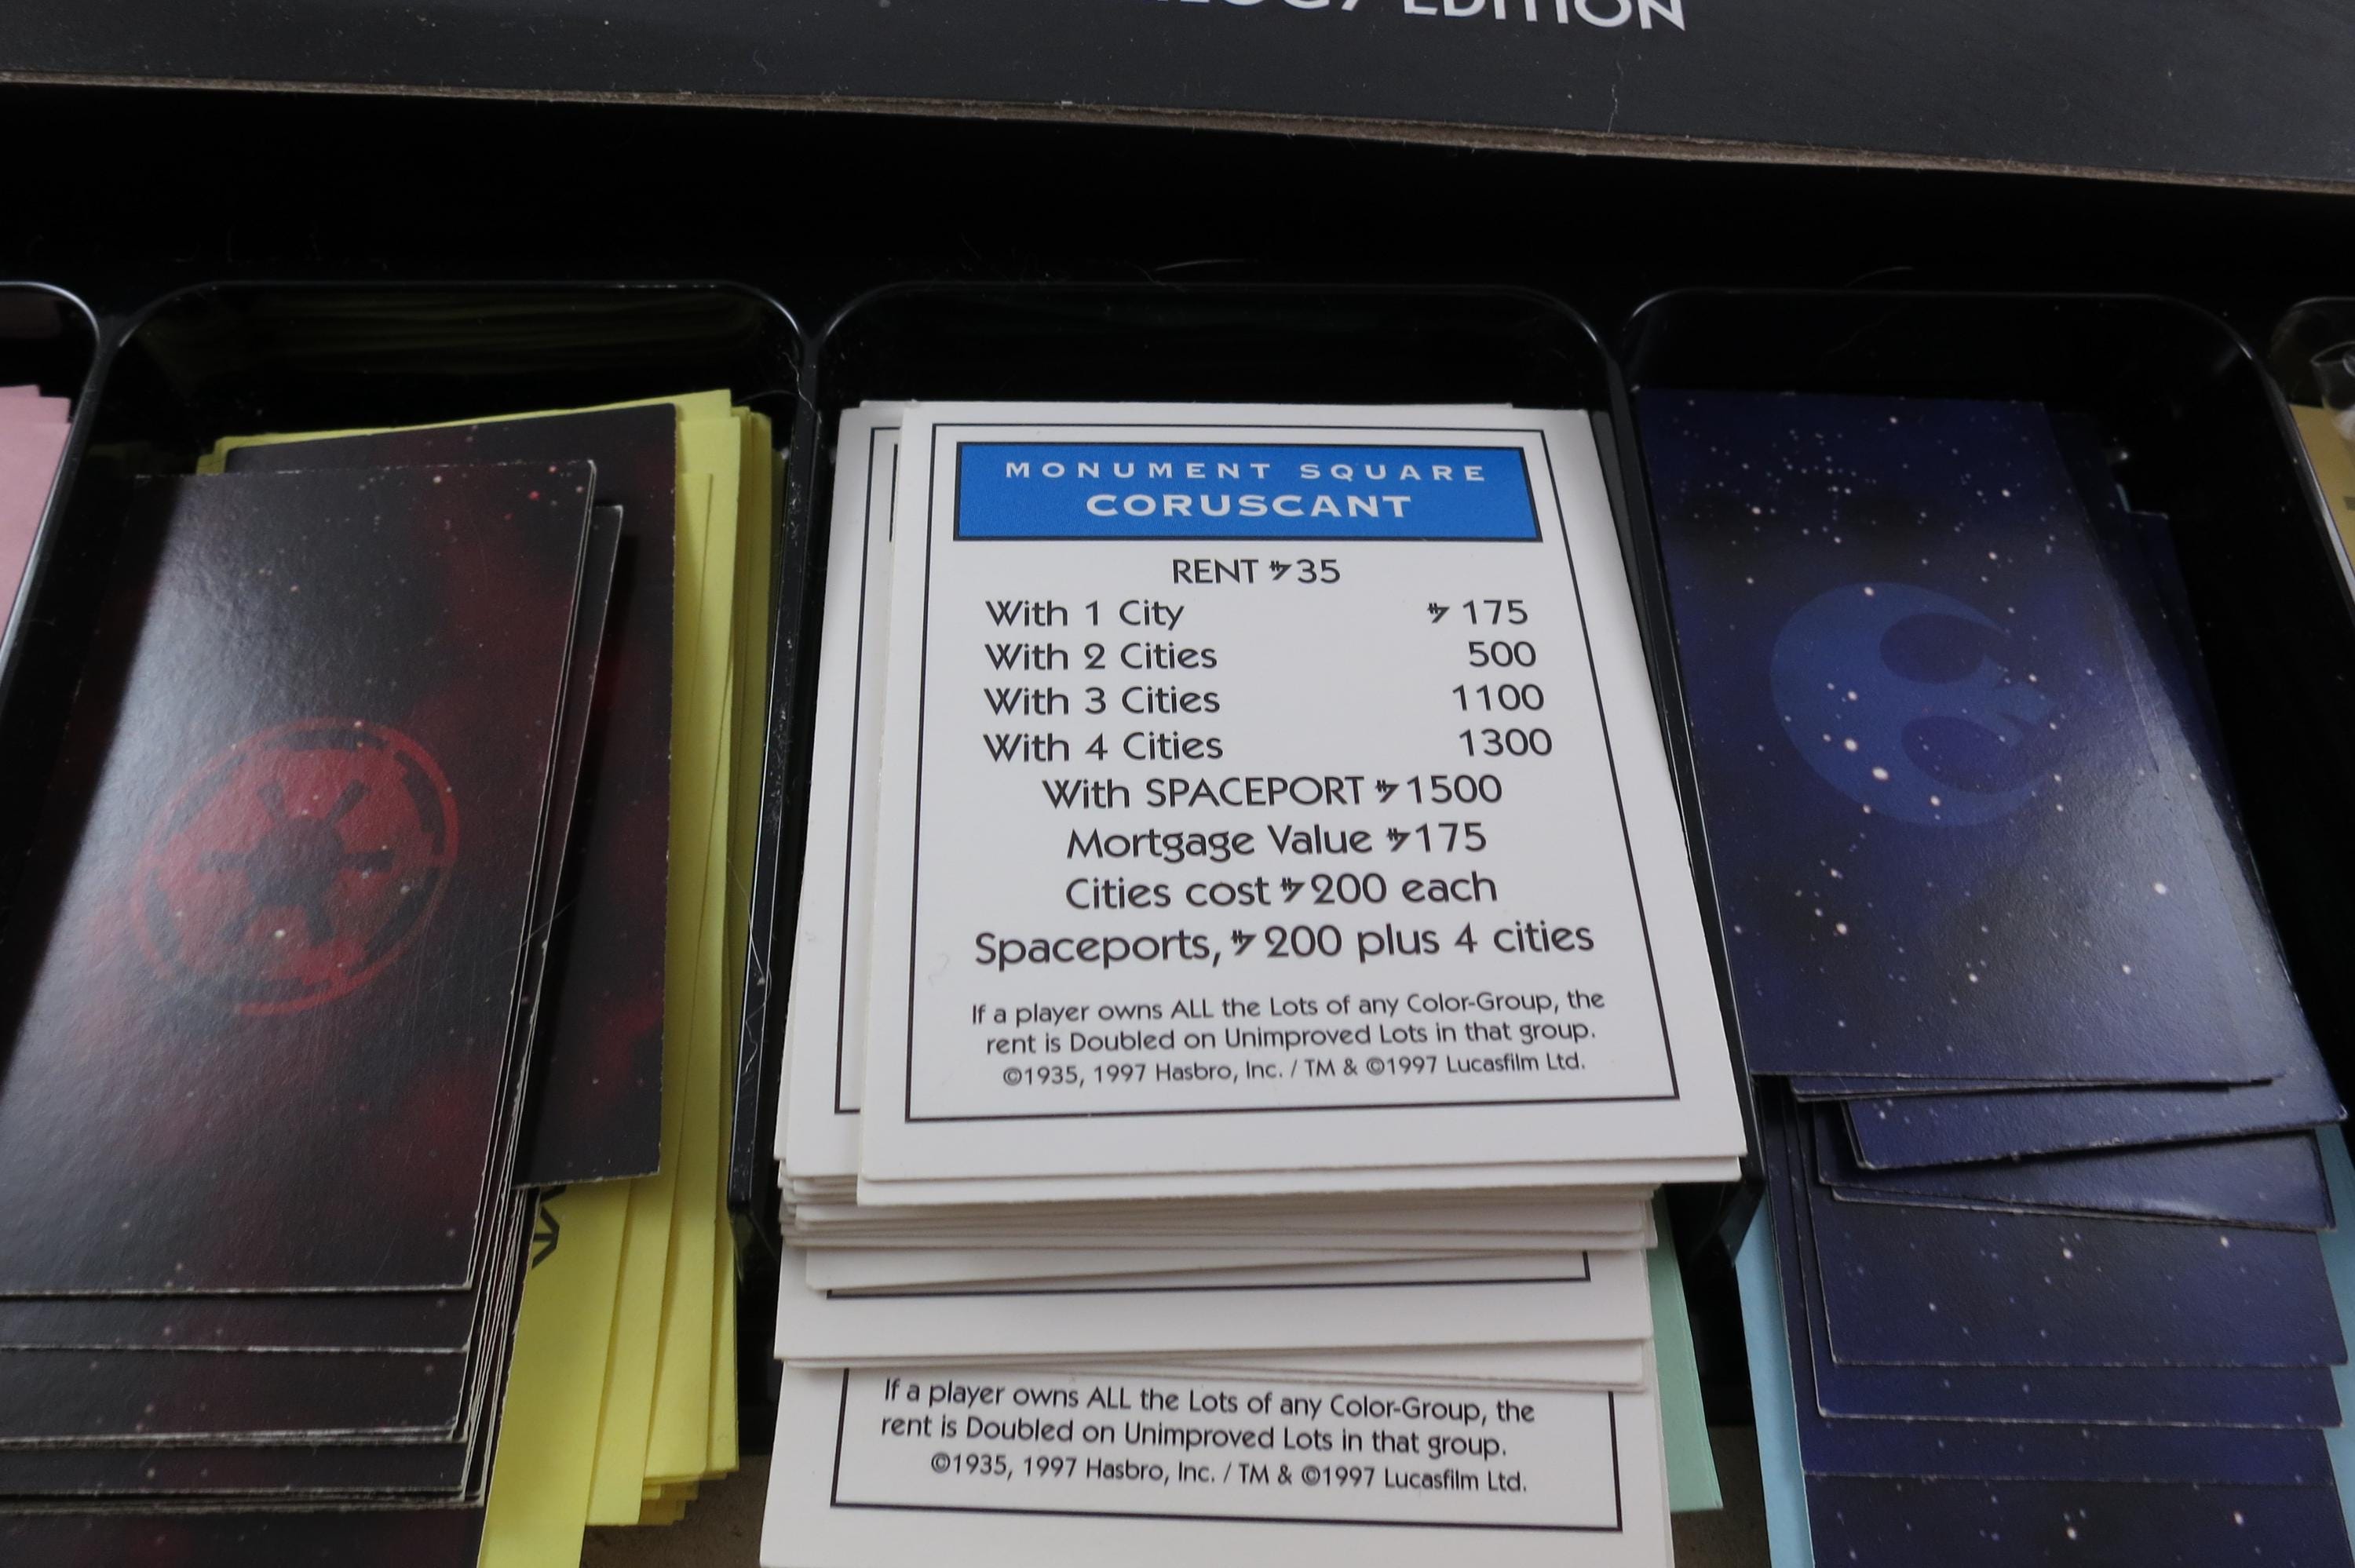 EDITION
MONUMENT SQUARE
CORUSCANT
RENT 35
With 1 City 175
With 2 Cities 500
With 3 Cities 1100
With 4 Cities 1300
With SPACEPORT 1500
Mortgage Value 175
Cities cost 200 each
Spaceports, 200 plus 4 cities
If a player owns ALL the Lots of any Color-Group, the
rent is Doubled on Unimproved Lots in that group.
©1935, 1997 Hasbro, Inc. / TM & ©1997 Lucasfilm Ltd.
If a player owns ALL the Lots of any Color-Group, the
rent is Doubled on Unimproved Lots in that group.
©1935, 1997 Hasbro, Inc. / TM & ©1997 Lucasfilm Ltd.